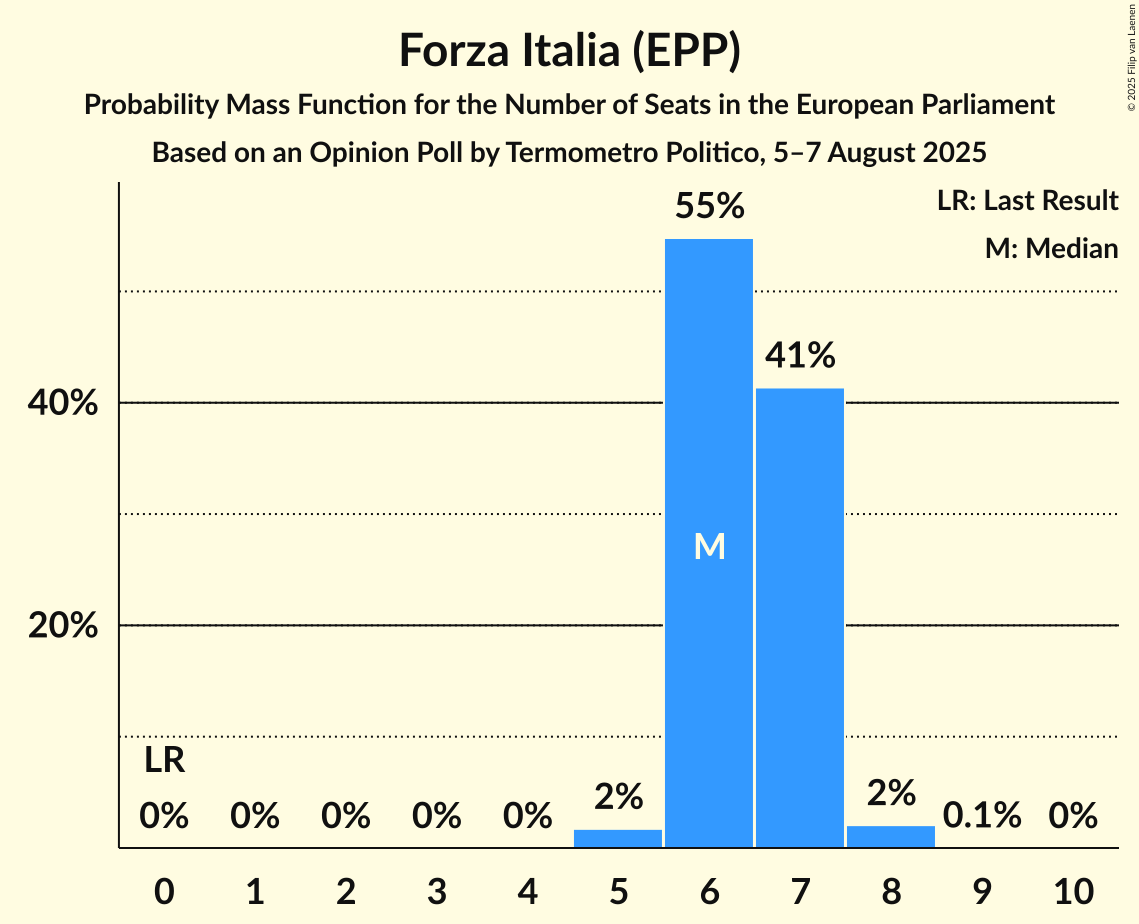 Forza Italia (EPP)
Probability Mass Function for the Number of Seats in the European Parliament
Based on an Opinion Poll by Termometro Politico, 5–7 August 2025
© 2025 Filip van Laenen
LR: Last Result
M: Median
55%
41%
40%
M
20%
LR
0% 0% 0% 0% 0% 2% 2% 0.1% 0%
0 1 2 3 4 5 6 7 8 9 10